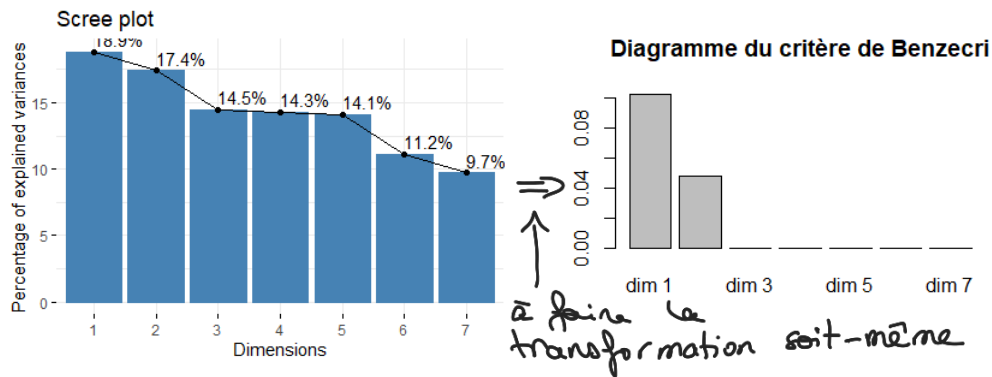 Scree plot
Percentage of explained variances
15
10
5
0
18.9%
17.4%
14.5%
14.3%
14.1%
11.2%
9.7%
1 2 3 4 5 6 7
Dimensions
Diagramme du critère de Benzecri
0.08
0.04
0.00
dim 1 dim 3 dim 5 dim 7
à faire la
transformation soit-même